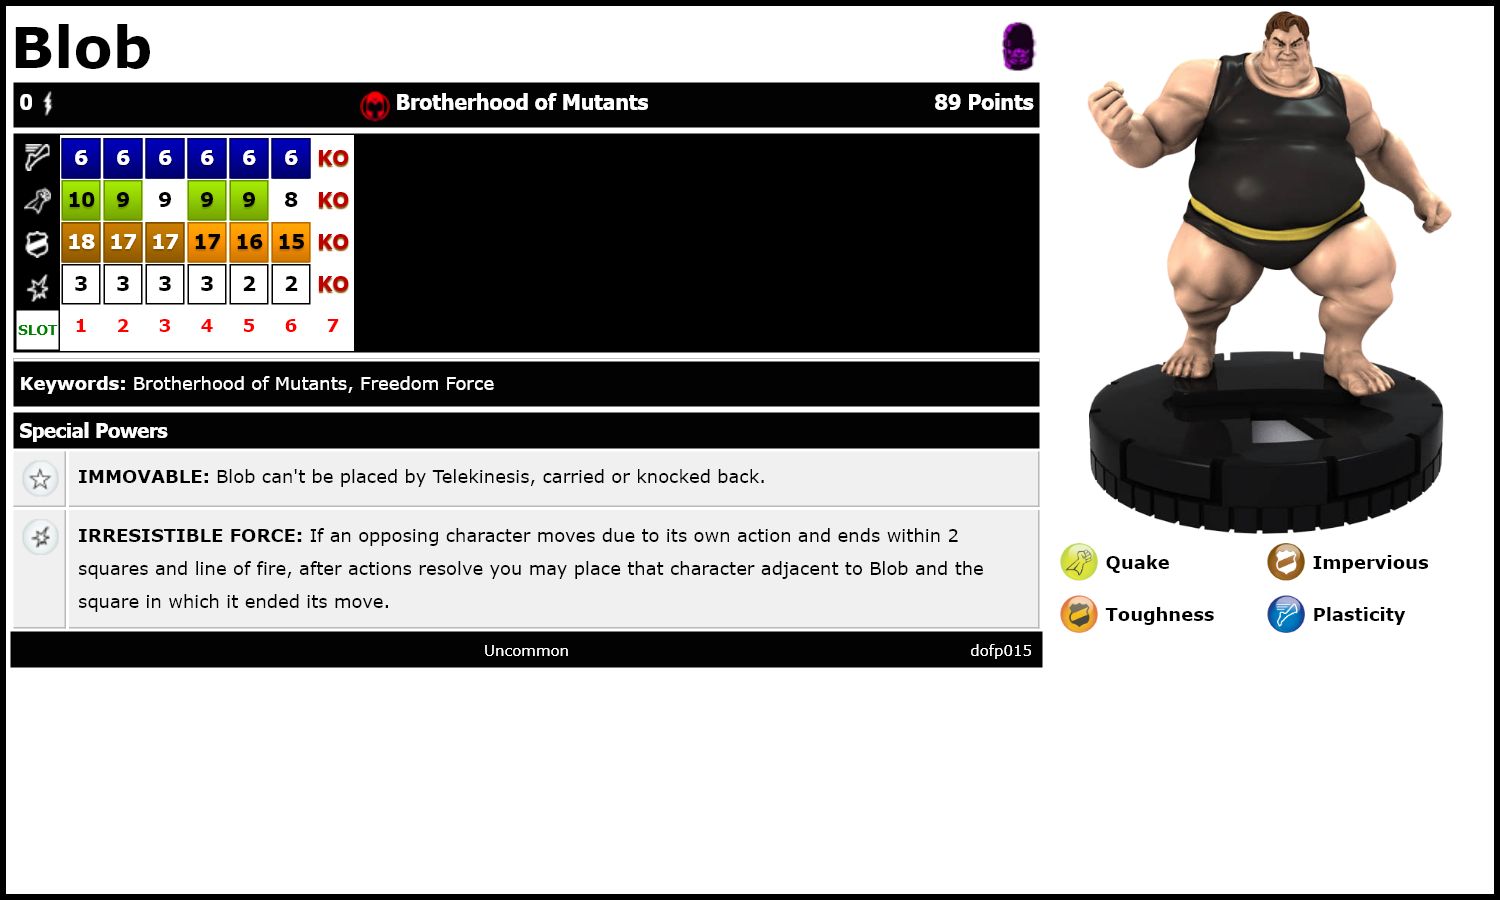 Blob
0 Brotherhood of Mutants 89 Points
6 6 6 6 6 6 KO
10 9 9 9 9 8 KO
18 17 17 17 16 15 KO
3 3 3 3 2 2 KO
SLOT 1 2 3 4 5 6 7
Keywords: Brotherhood of Mutants, Freedom Force
Special Powers
IMMOVABLE: Blob can't be placed by Telekinesis, carried or knocked back.
IRRESISTIBLE FORCE: If an opposing character moves due to its own action and ends within 2
squares and line of fire, after actions resolve you may place that character adjacent to Blob and the
square in which it ended its move.
Uncommon dofp015
Quake Impervious
Toughness Plasticity